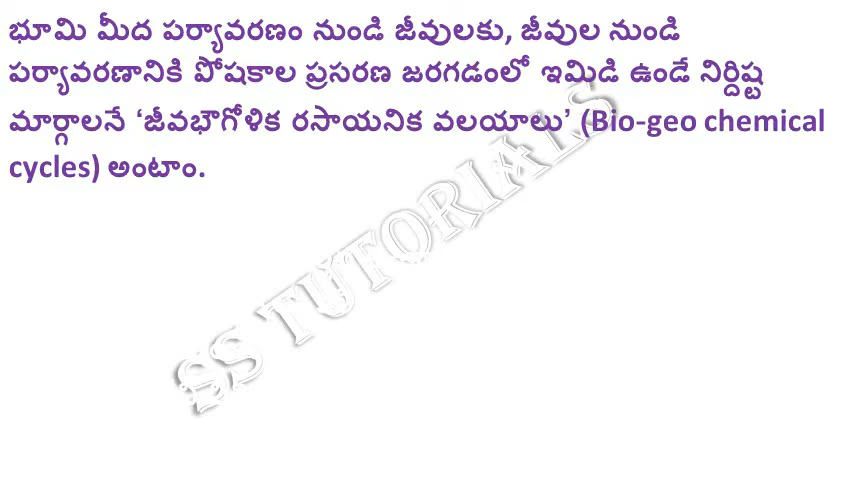 భూమి మీద పర్యావరణం నుండి జీవులకు, జీవుల నుండి
పర్యావరణానికి పోషకాల ప్రసరణ జరగడంలో ఇమిడి ఉండే నిర్దిష్ట
మార్గాలనే ‘జీవభౌగోళిక రసాయనిక వలయాలు’ (Bio-geo chemical
cycles) అంటాం.
SS TUTORIALS